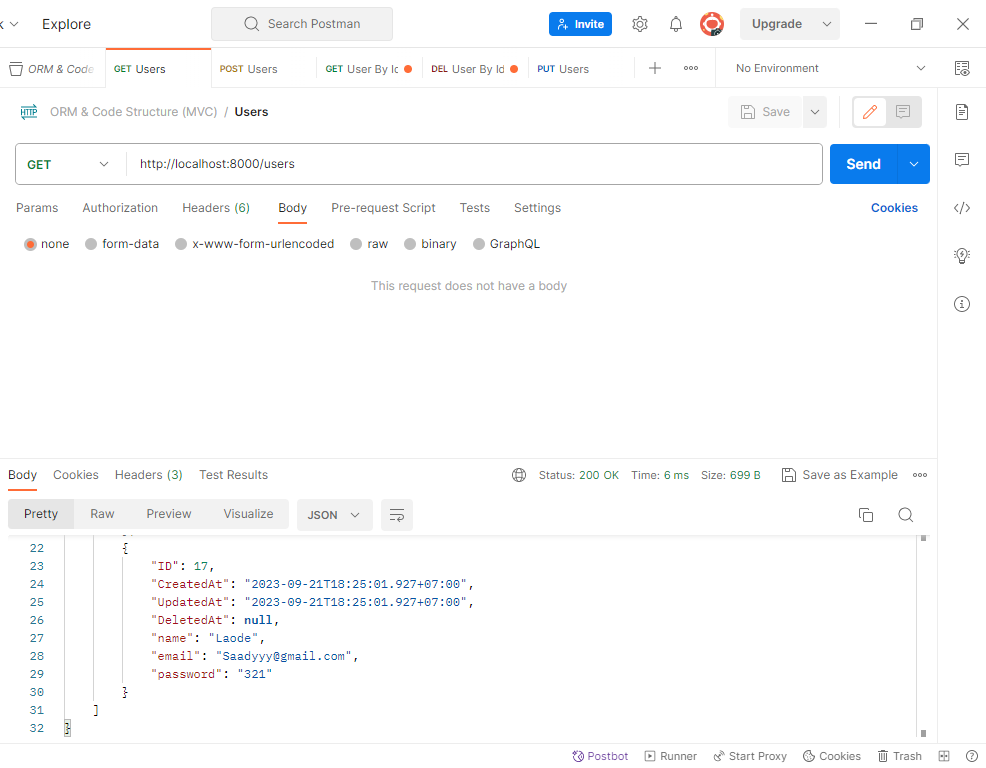 Explore
Search Postman
Invite
Upgrade
ORM & Code
GET Users
POST Users
GET User By Ic
DEL User By Id
PUT Users
No Environment
HTTP ORM & Code Structure (MVC) / Users
Save
GET http://localhost:8000/users
Send
Params Authorization Headers (6) Body Pre-request Script Tests Settings Cookies
none form-data x-www-form-urlencoded raw binary GraphQL
This request does not have a body
Body Cookies Headers (3) Test Results Status: 200 OK Time: 6 ms Size: 699 B Save as Example
Pretty Raw Preview Visualize JSON
22 {
23 "ID": 17,
24 "CreatedAt": "2023-09-21T18:25:01.927+07:00",
25 "UpdatedAt": "2023-09-21T18:25:01.927+07:00",
26 "DeletedAt": null,
27 "name": "Laode",
28 "email": "Saadyyy@gmail.com",
29 "password": "321"
30 }
31 ]
32 }
Postbot Runner Start Proxy Cookies Trash